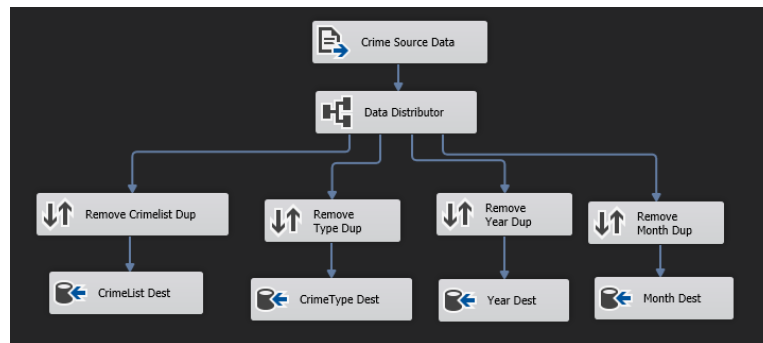 Crime Source Data
Data Distributor
Remove Crimelist Dup
Remove
Type Dup
Remove
Year Dup
Remove
Month Dup
CrimeList Dest
CrimeType Dest
Year Dest
Month Dest